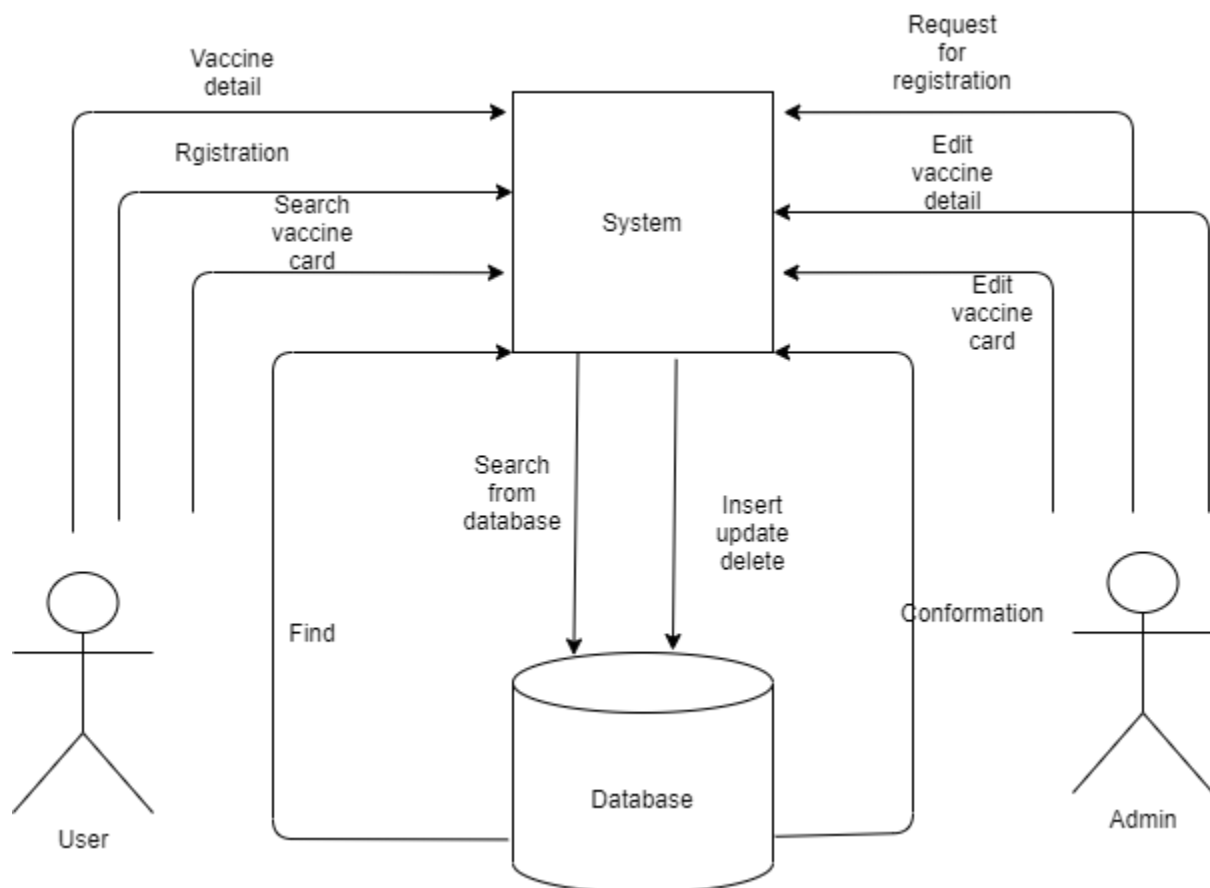 Vaccine
detail
Rgistration
Search
vaccine
card
System
Request
for
registration
Edit
vaccine
detail
Edit
vaccine
card
Search
from
database
Insert
update
delete
Find
Conformation
Database
User
Admin